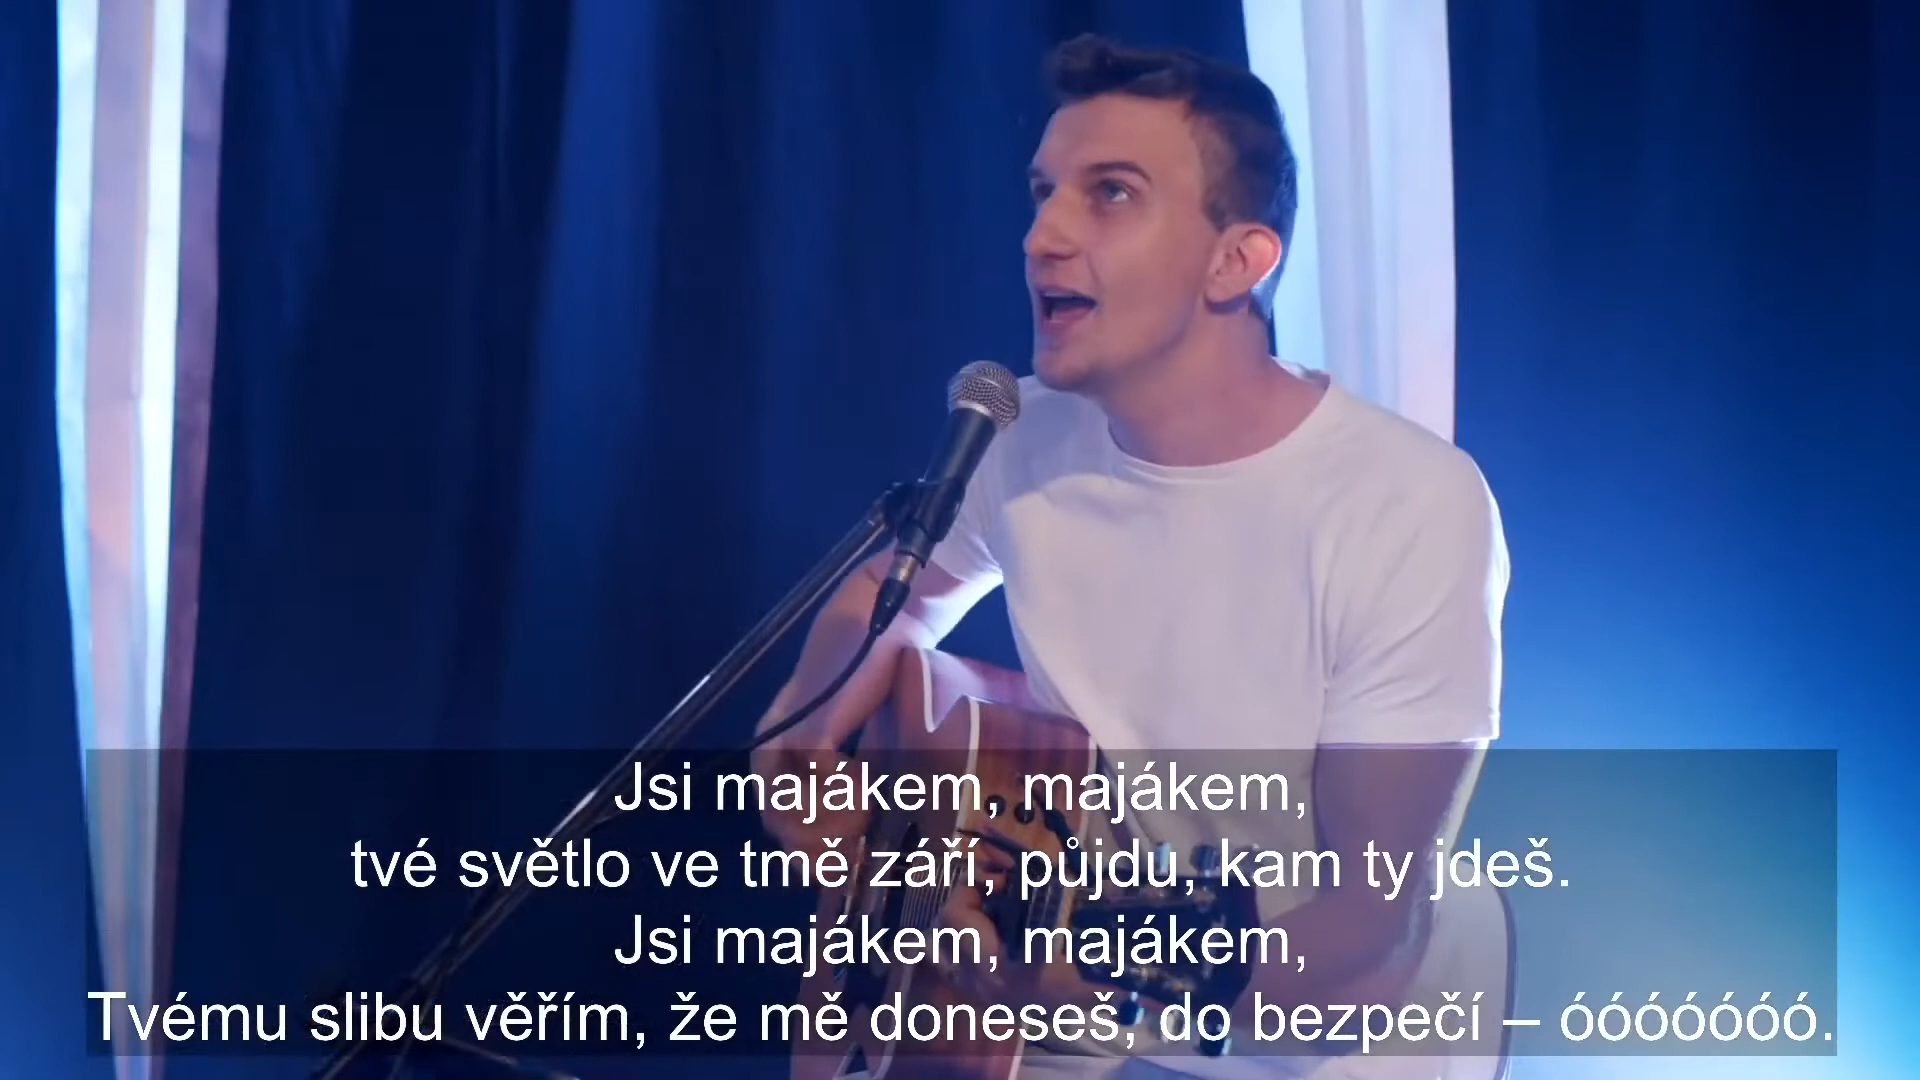 Jsi majákem, majákem,
tvé světlo ve tmě září, půjdu, kam ty jdeš.
Jsi majákem, majákem,
Tvému slibu věřím, že mě doneseš, do bezpečí – óóóóóóó.